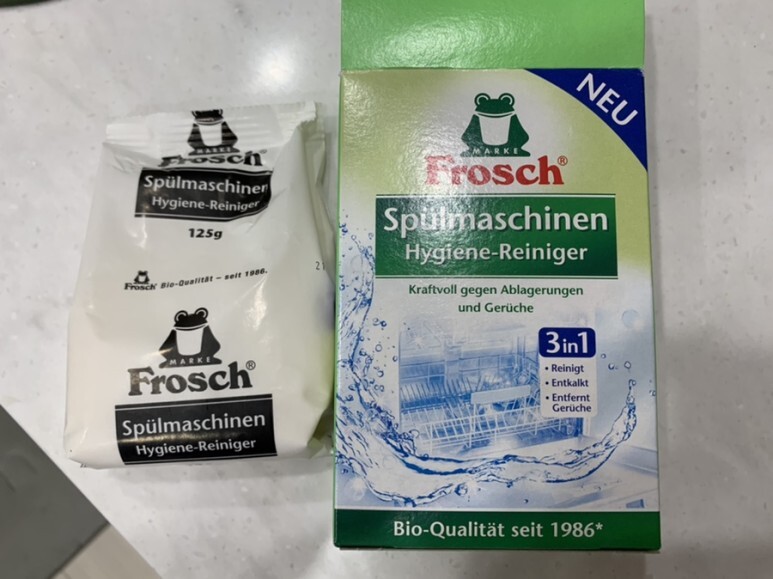 MARKE
Frosch
Spülmaschinen
Hygiene-Reiniger
125g
Frosch Bio-Qualität – seit 1986.
MARKE
Frosch®
Spülmaschinen
Hygiene-Reiniger
NEU
MARKE
Frosch®
Spülmaschinen
Hygiene-Reiniger
Kraftvoll gegen Ablagerungen
und Gerüche
3in1
• Reinigt
• Entkalkt
• Entfernt
Gerüche
Bio-Qualität seit 1986*